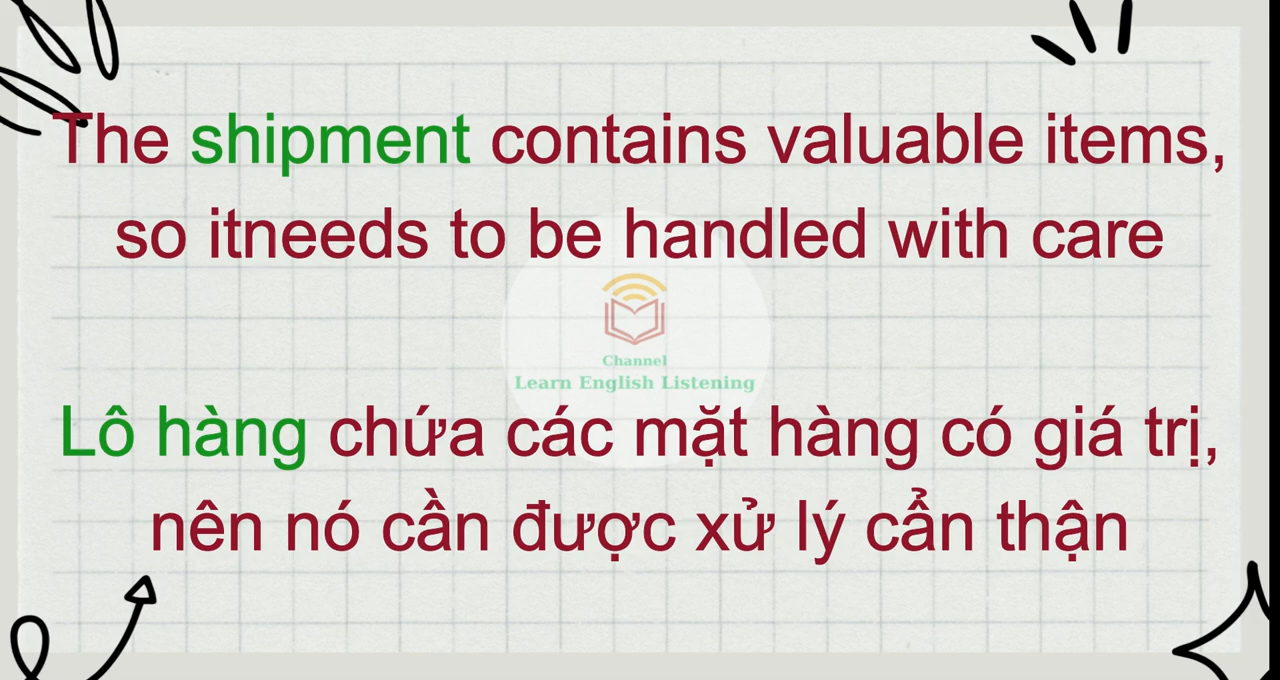 The shipment contains valuable items,
so itneeds to be handled with care
Channel
Learn English Listening
Lô hàng chứa các mặt hàng có giá trị,
nên nó cần được xử lý cẩn thận